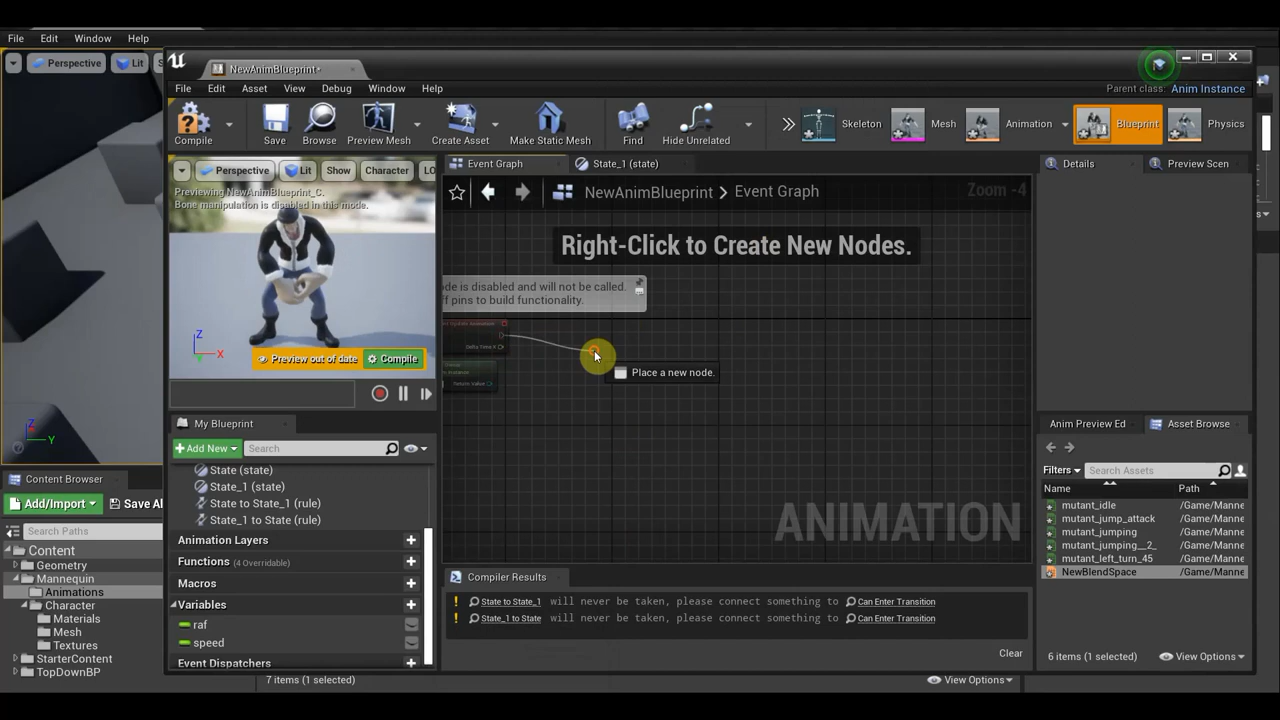 File Edit Window Help
Perspective Lit
NewAnimBlueprint*
File Edit Asset View Debug Window Help
Parent class: Anim Instance
Compile Save Browse Preview Mesh Create Asset Make Static Mesh Find Hide Unrelated Skeleton Mesh Animation Blueprint Physics
Perspective Lit Show Character LO
Previewing NewAnimBlueprint_C.
Bone manipulation is disabled in this mode.
Z
X
Preview out of date Compile
Event Graph State_1 (state)
NewAnimBlueprint > Event Graph
Zoom -4
Right-Click to Create New Nodes.
ode is disabled and will not be called.
ff pins to build functionality.
Update Animation
Delta Time X
Return Value
Place a new node.
ANIMATION
Details Preview Scen
My Blueprint
Add New Search
State (state)
State_1 (state)
State to State_1 (rule)
State_1 to State (rule)
Animation Layers
Functions (4 Overridable)
Macros
Variables
raf
speed
Event Dispatchers
Compiler Results
! State to State_1 will never be taken, please connect something to Can Enter Transition
! State_1 to State will never be taken, please connect something to Can Enter Transition
Clear
Anim Preview Ed Asset Browse
Filters Search Assets
Name Path
mutant_idle /Game/Manne
mutant_jump_attack /Game/Manne
mutant_jumping /Game/Manne
mutant_jumping__2_ /Game/Manne
mutant_left_turn_45 /Game/Manne
NewBlendSpace /Game/Manne
6 items (1 selected) View Options
Z
Y
Content Browser
Add/Import Save Al
Search Paths
Content
Geometry
Mannequin
Animations
Character
Materials
Mesh
Textures
StarterContent
TopDownBP
7 items (1 selected) View Options